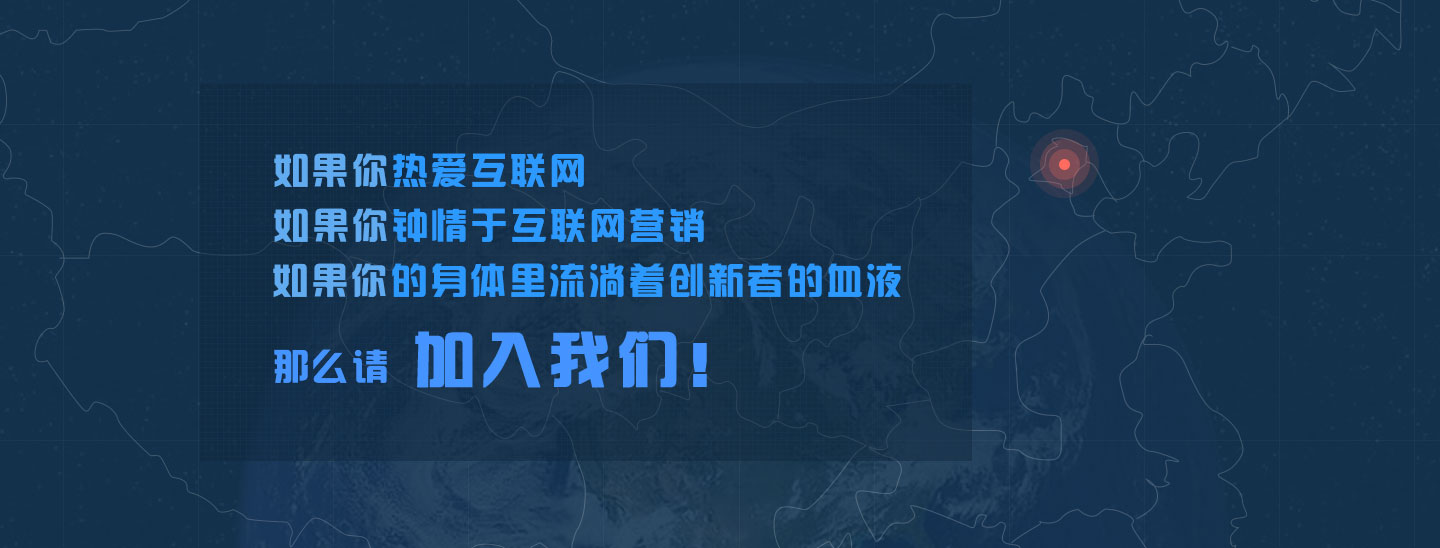 如果你热爱互联网
如果你钟情于互联网营销
如果你的身体里流淌着创新者的血液
那么请 加入我们!